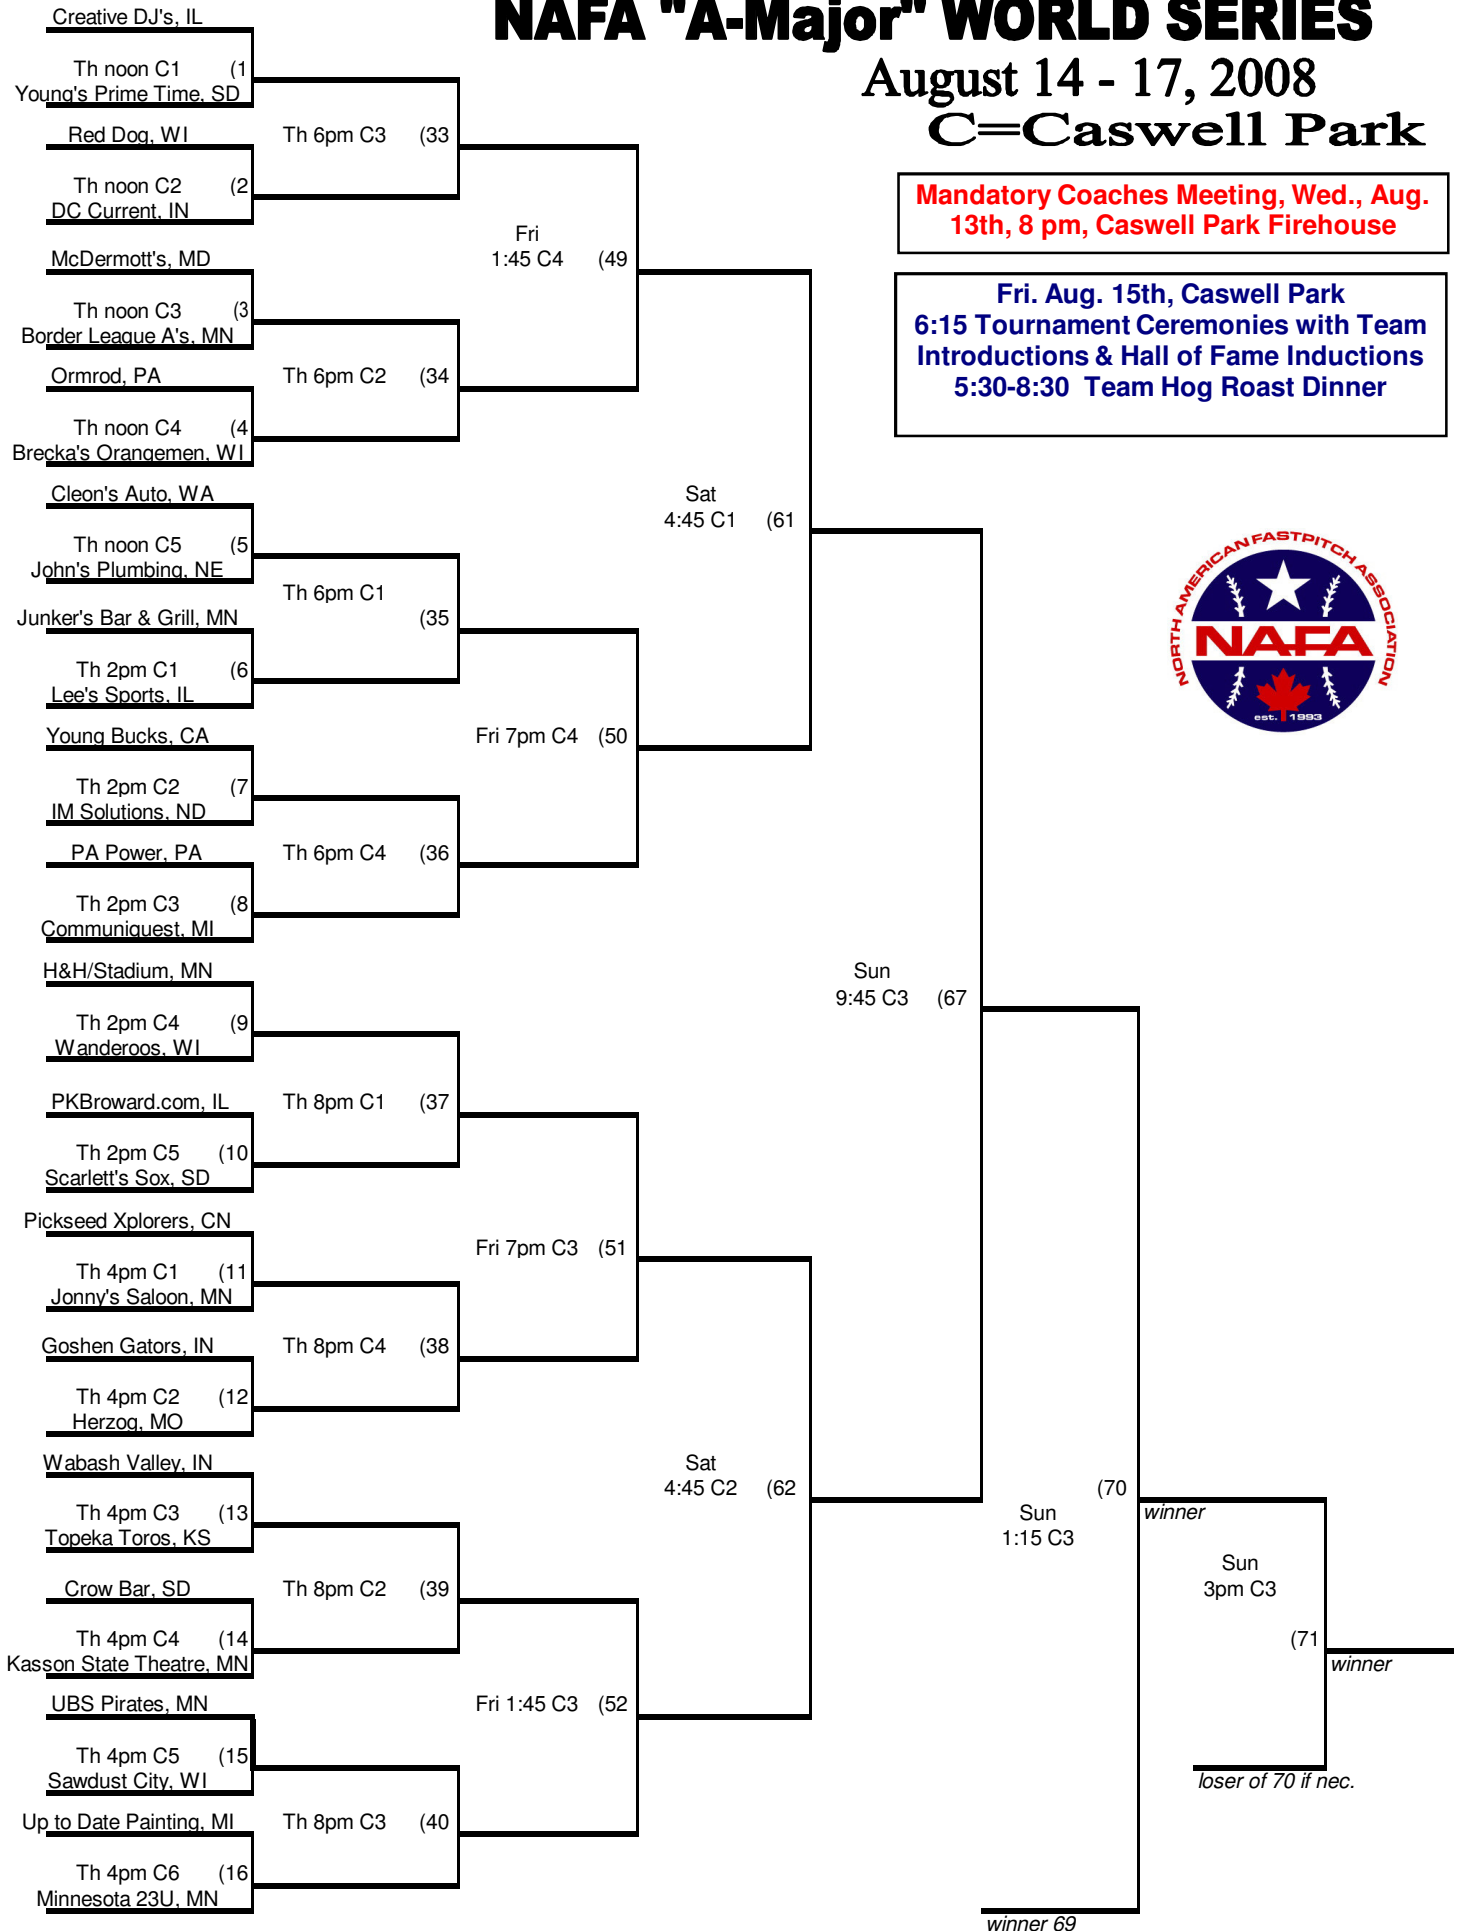 NAFA "A-Major" WORLD SERIES
August 14 - 17, 2008
C=Caswell Park
Mandatory Coaches Meeting, Wed., Aug.
13th, 8 pm, Caswell Park Firehouse
Fri. Aug. 15th, Caswell Park
6:15 Tournament Ceremonies with Team
Introductions & Hall of Fame Inductions
5:30-8:30 Team Hog Roast Dinner
NORTH AMERICAN FASTPITCH ASSOCIATION
NAFA
est. 1993
Creative DJ's, IL
Th noon C1 (1
Young's Prime Time, SD
Red Dog, WI
Th noon C2 (2
DC Current, IN
McDermott's, MD
Th noon C3 (3
Border League A's, MN
Ormrod, PA
Th noon C4 (4
Brecka's Orangemen, WI
Cleon's Auto, WA
Th noon C5 (5
John's Plumbing, NE
Junker's Bar & Grill, MN
Th 2pm C1 (6
Lee's Sports, IL
Young Bucks, CA
Th 2pm C2 (7
IM Solutions, ND
PA Power, PA
Th 2pm C3 (8
Communiquest, MI
H&H/Stadium, MN
Th 2pm C4 (9
Wanderoos, WI
PKBroward.com, IL
Th 2pm C5 (10
Scarlett's Sox, SD
Pickseed Xplorers, CN
Th 4pm C1 (11
Jonny's Saloon, MN
Goshen Gators, IN
Th 4pm C2 (12
Herzog, MO
Wabash Valley, IN
Th 4pm C3 (13
Topeka Toros, KS
Crow Bar, SD
Th 4pm C4 (14
Kasson State Theatre, MN
UBS Pirates, MN
Th 4pm C5 (15
Sawdust City, WI
Up to Date Painting, MI
Th 4pm C6 (16
Minnesota 23U, MN
Th 6pm C3 (33
Th 6pm C2 (34
Th 6pm C1
(35
Th 6pm C4 (36
Th 8pm C1 (37
Th 8pm C4 (38
Th 8pm C2 (39
Th 8pm C3 (40
Fri
1:45 C4 (49
Fri 7pm C4 (50
Fri 7pm C3 (51
Fri 1:45 C3 (52
Sat
4:45 C1 (61
Sat
4:45 C2 (62
Sun
9:45 C3 (67
(70
Sun
1:15 C3
winner
winner 69
Sun
3pm C3
(71
winner
loser of 70 if nec.